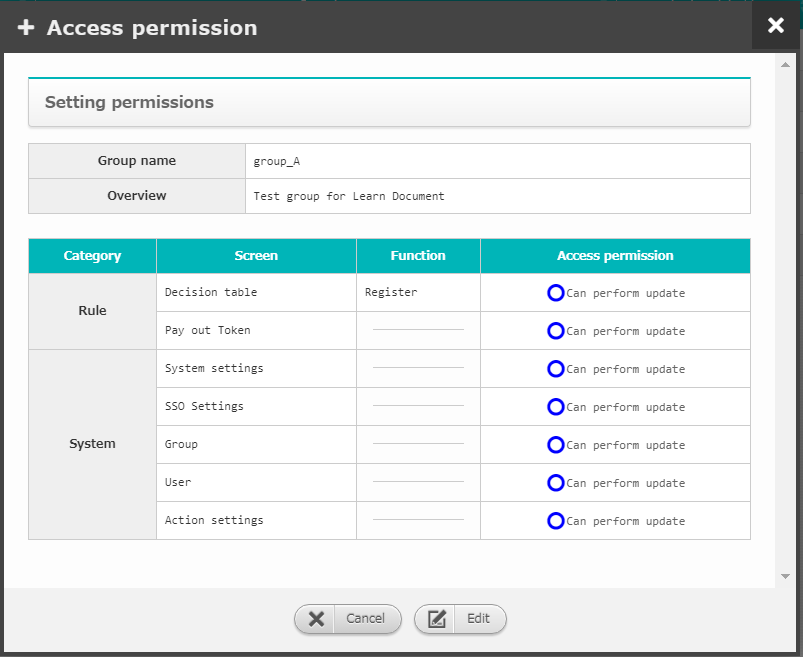 Access permission
Setting permissions
Group name group_A
Overview Test group for Learn Document
Category Screen Function Access permission
Rule
Decision table Register Can perform update
Pay out Token Can perform update
System
System settings Can perform update
SSO Settings Can perform update
Group Can perform update
User Can perform update
Action settings Can perform update
Cancel Edit